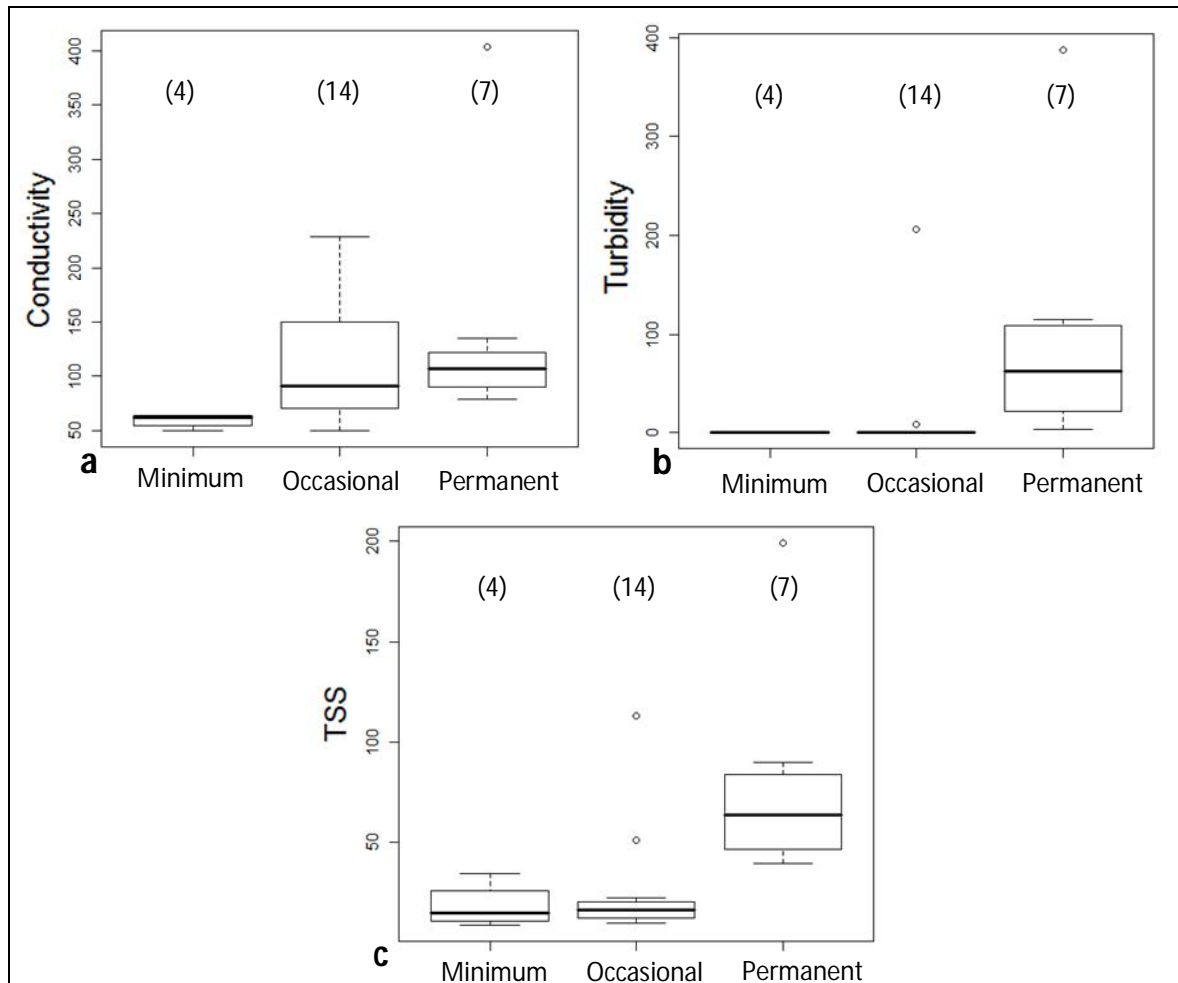 Conductivity
400
350
300
250
200
150
100
50
(4) (14) (7)
a
Minimum Occasional Permanent
Turbidity
400
300
200
100
0
(4) (14) (7)
b
Minimum Occasional Permanent
TSS
200
150
100
50
(4) (14) (7)
c
Minimum Occasional Permanent